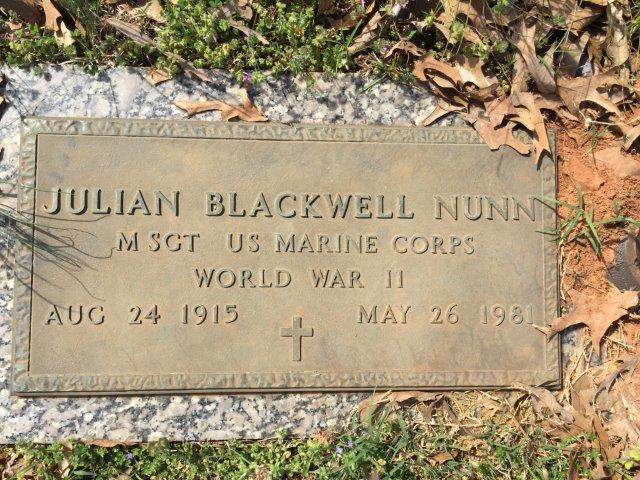 JULIAN BLACKWELL NUNN
M SGT US MARINE CORPS
WORLD WAR II
AUG 24 1915 MAY 26 1981